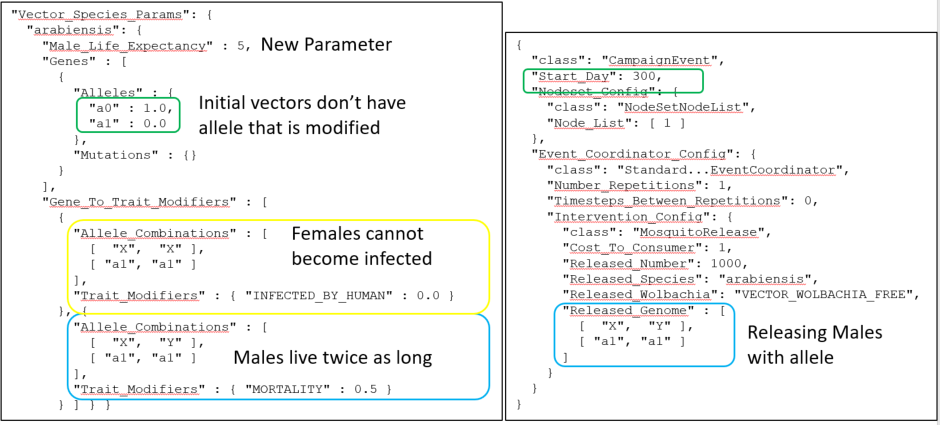 "Vector_Species_Params": {
"arabiensis": {
"Male_Life_Expectancy" : 5, New Parameter
"Genes" : [
{
"Alleles" : {
"a0" : 1.0,
"a1" : 0.0
Initial vectors don't have
allele that is modified
},
"Mutations" : {}
}
],
"Gene_To_Trait_Modifiers" : [
{
"Allele_Combinations" : [
[ "X", "X" ],
[ "a1", "a1" ]
Females cannot
become infected
],
"Trait_Modifiers" : { "INFECTED_BY_HUMAN" : 0.0 }
}, {
"Allele_Combinations" : [
[ "X", "Y" ],
[ "a1", "a1" ]
Males live twice as long
],
"Trait_Modifiers" : { "MORTALITY" : 0.5 }
} ] } }
{
"class": "CampaignEvent",
"Start_Day": 300,
"Nodeset_Config": {
"class": "NodeSetNodeList",
"Node_List": [ 1 ]
},
"Event_Coordinator_Config": {
"class": "Standard...EventCoordinator",
"Number_Repetitions": 1,
"Timesteps_Between_Repetitions": 0,
"Intervention_Config": {
"class": "MosquitoRelease",
"Cost_To_Consumer": 1,
"Released_Number": 1000,
"Released_Species": "arabiensis",
"Released_Wolbachia": "VECTOR_WOLBACHIA_FREE",
"Released_Genome" : [
[ "X", "Y" ],
[ "a1", "a1" ]
]
Releasing Males
with allele
}
}
}